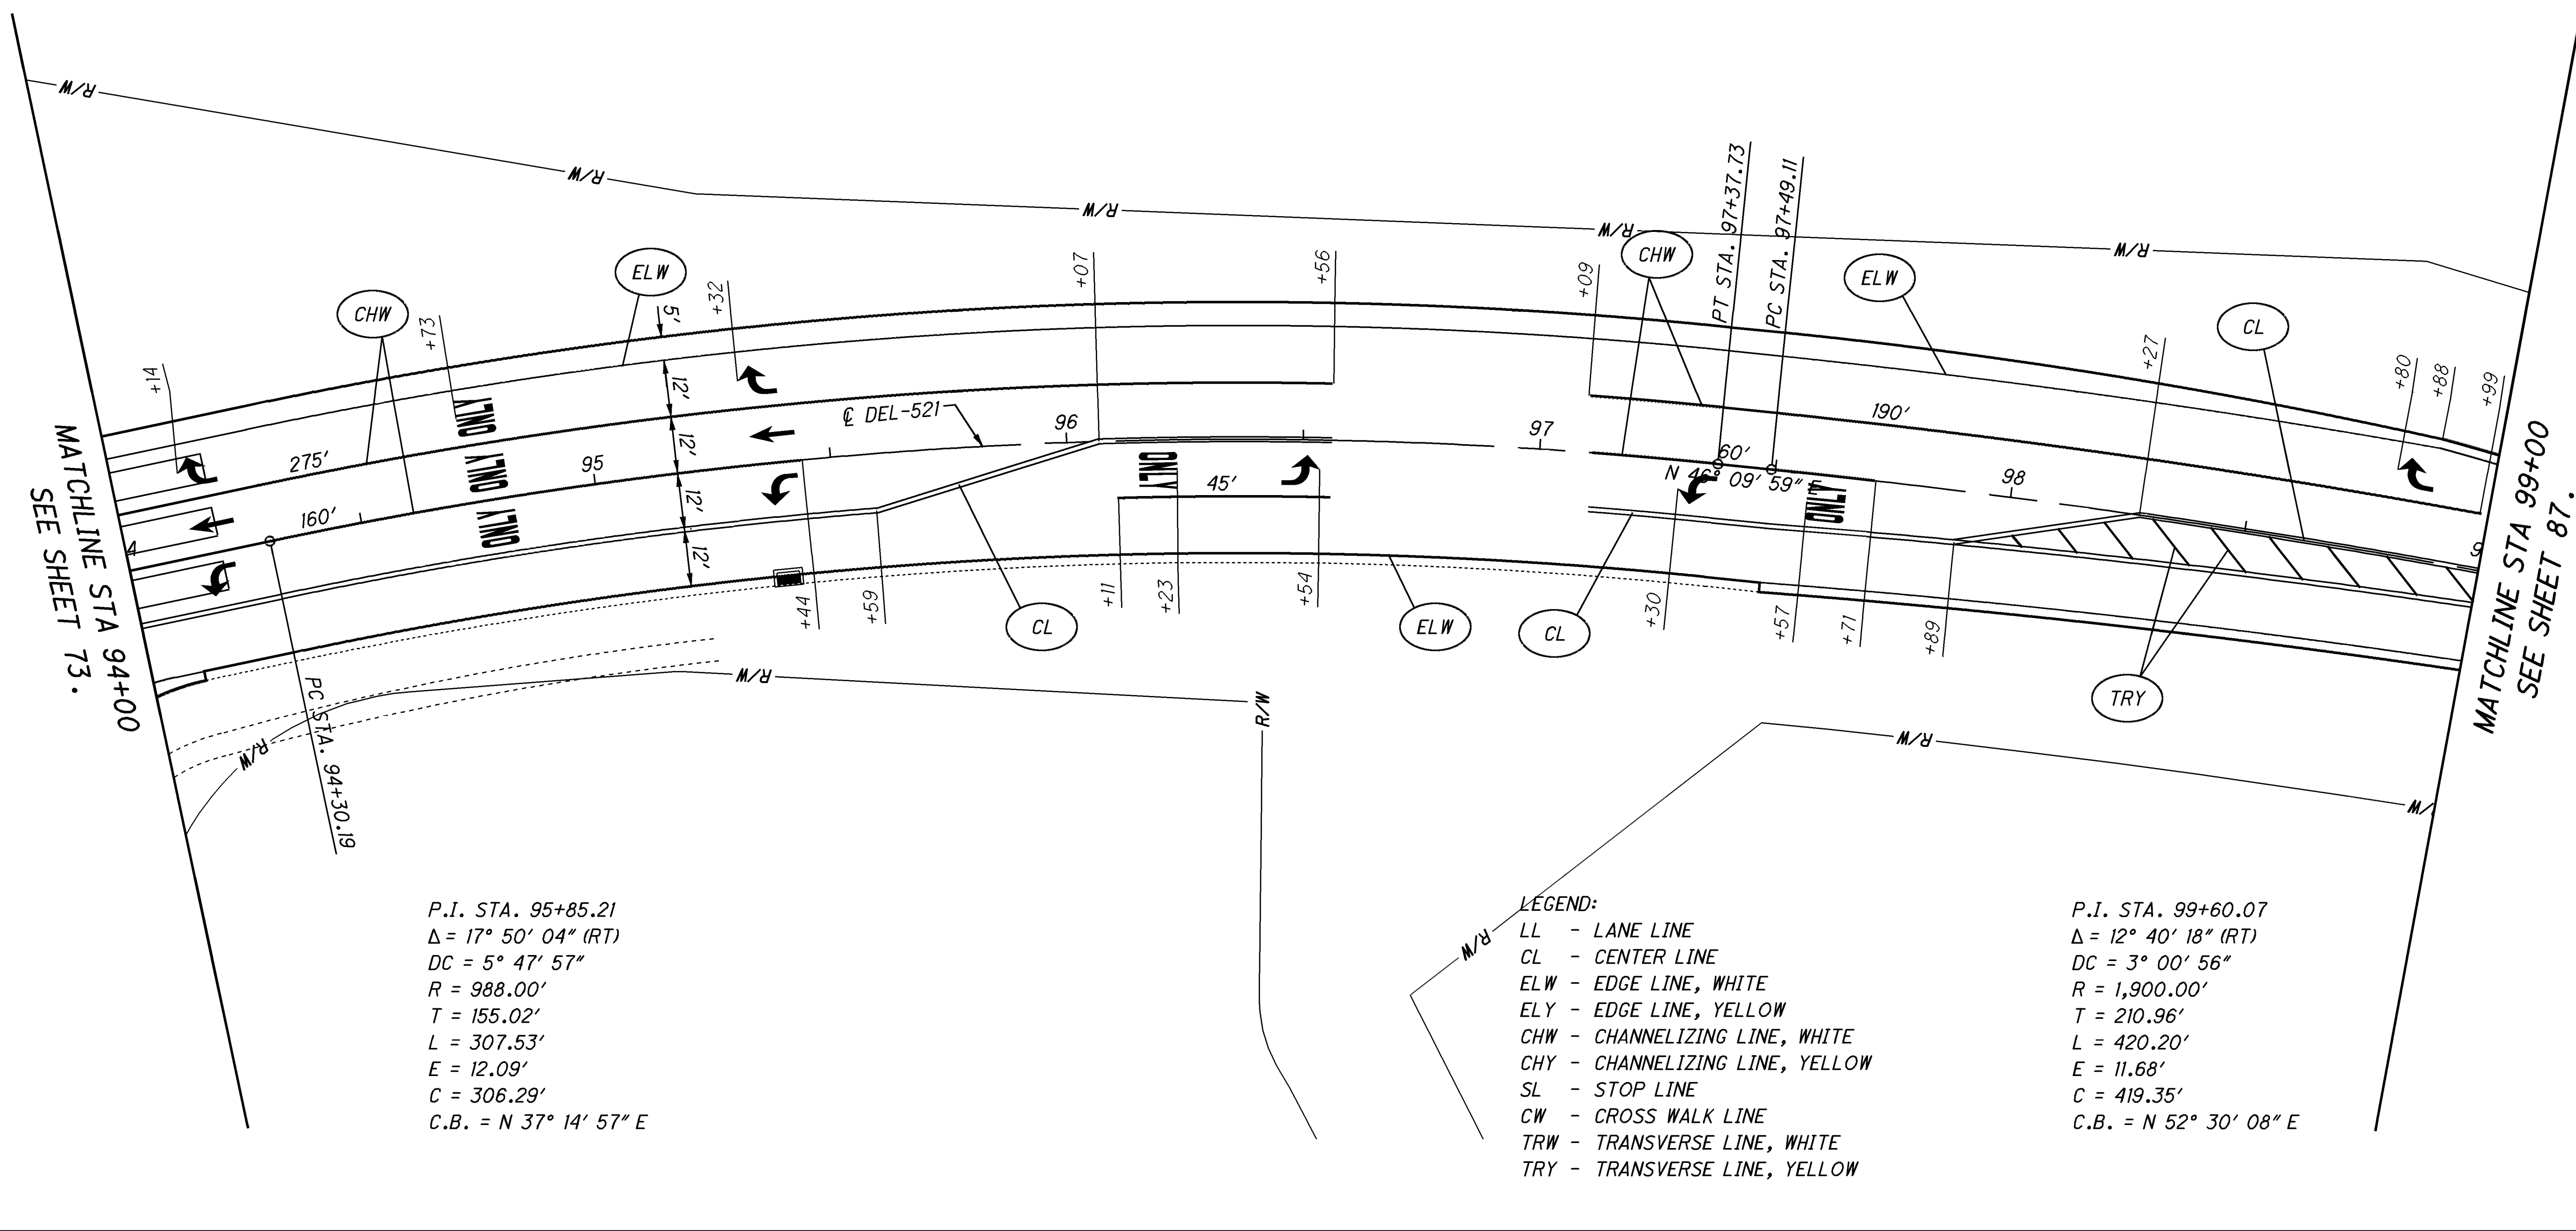 R/W
R/W
R/W
R/W
R/W
PT STA. 97+37.73
PC STA. 97+49.11
CHW
ELW
+32
+07
+56
+09
CHW
ELW
CL
+14
+73
5'
12'
+27
+80
+88
+99
ONLY
℄ DEL-521
96
97
190'
275'
12'
95
ONLY
ONLY
45'
60'
N 46° 09' 59" E
ONLY
98
160'
ONLY
12'
12'
4
9
MATCHLINE STA 94+00
SEE SHEET 73.
MATCHLINE STA 99+00
SEE SHEET 87.
+44
+59
CL
+11
+23
+54
ELW
CL
+30
+57
+71
+89
TRY
PC STA. 94+30.19
R/W
R/W
R/W
R/W
R/W
P.I. STA. 95+85.21
Δ = 17° 50' 04" (RT)
DC = 5° 47' 57"
R = 988.00'
T = 155.02'
L = 307.53'
E = 12.09'
C = 306.29'
C.B. = N 37° 14' 57" E
LEGEND:
LL - LANE LINE
CL - CENTER LINE
ELW - EDGE LINE, WHITE
ELY - EDGE LINE, YELLOW
CHW - CHANNELIZING LINE, WHITE
CHY - CHANNELIZING LINE, YELLOW
SL - STOP LINE
CW - CROSS WALK LINE
TRW - TRANSVERSE LINE, WHITE
TRY - TRANSVERSE LINE, YELLOW
P.I. STA. 99+60.07
Δ = 12° 40' 18" (RT)
DC = 3° 00' 56"
R = 1,900.00'
T = 210.96'
L = 420.20'
E = 11.68'
C = 419.35'
C.B. = N 52° 30' 08" E